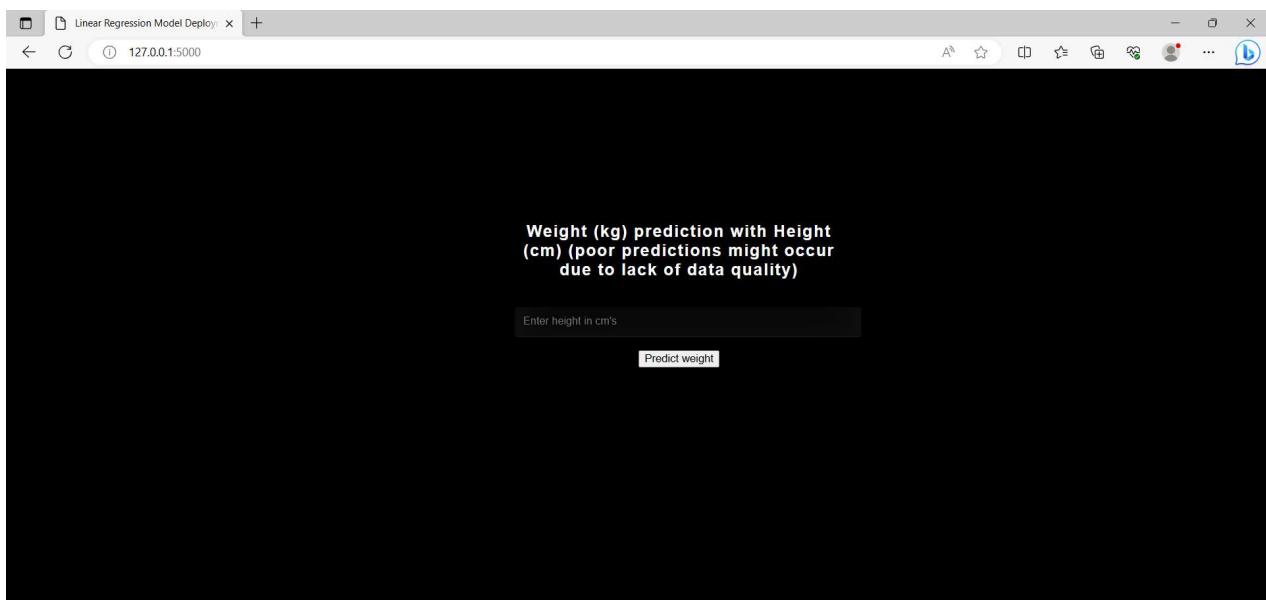 Linear Regression Model Deploy
127.0.0.1:5000
Weight (kg) prediction with Height
(cm) (poor predictions might occur
due to lack of data quality)
Enter height in cm's
Predict weight